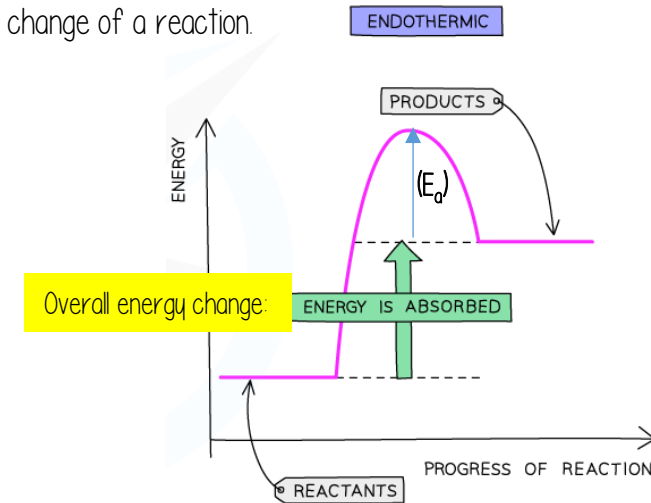 change of a reaction.
ENDOTHERMIC
PRODUCTS
ENERGY
(Eₐ)
Overall energy change:
ENERGY IS ABSORBED
PROGRESS OF REACTION
REACTANTS